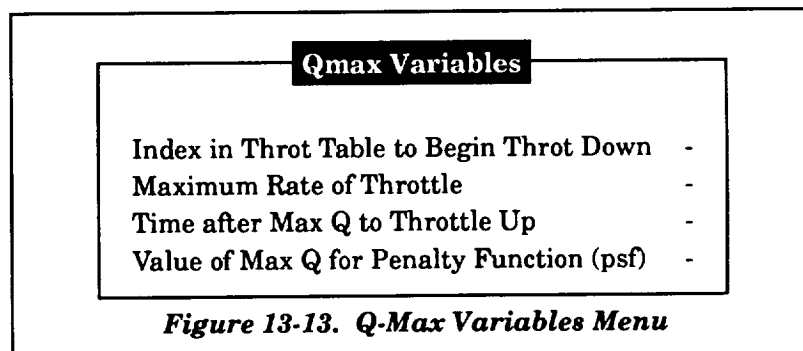 Qmax Variables
Index in Throt Table to Begin Throt Down -
Maximum Rate of Throttle -
Time after Max Q to Throttle Up -
Value of Max Q for Penalty Function (psf) -
Figure 13-13. Q-Max Variables Menu